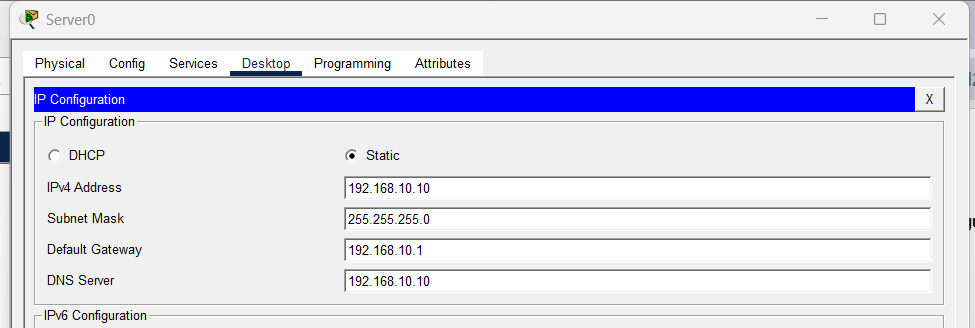 Server0
Physical Config Services Desktop Programming Attributes
IP Configuration X
IP Configuration
DHCP Static
IPv4 Address 192.168.10.10
Subnet Mask 255.255.255.0
Default Gateway 192.168.10.1
DNS Server 192.168.10.10
IPv6 Configuration